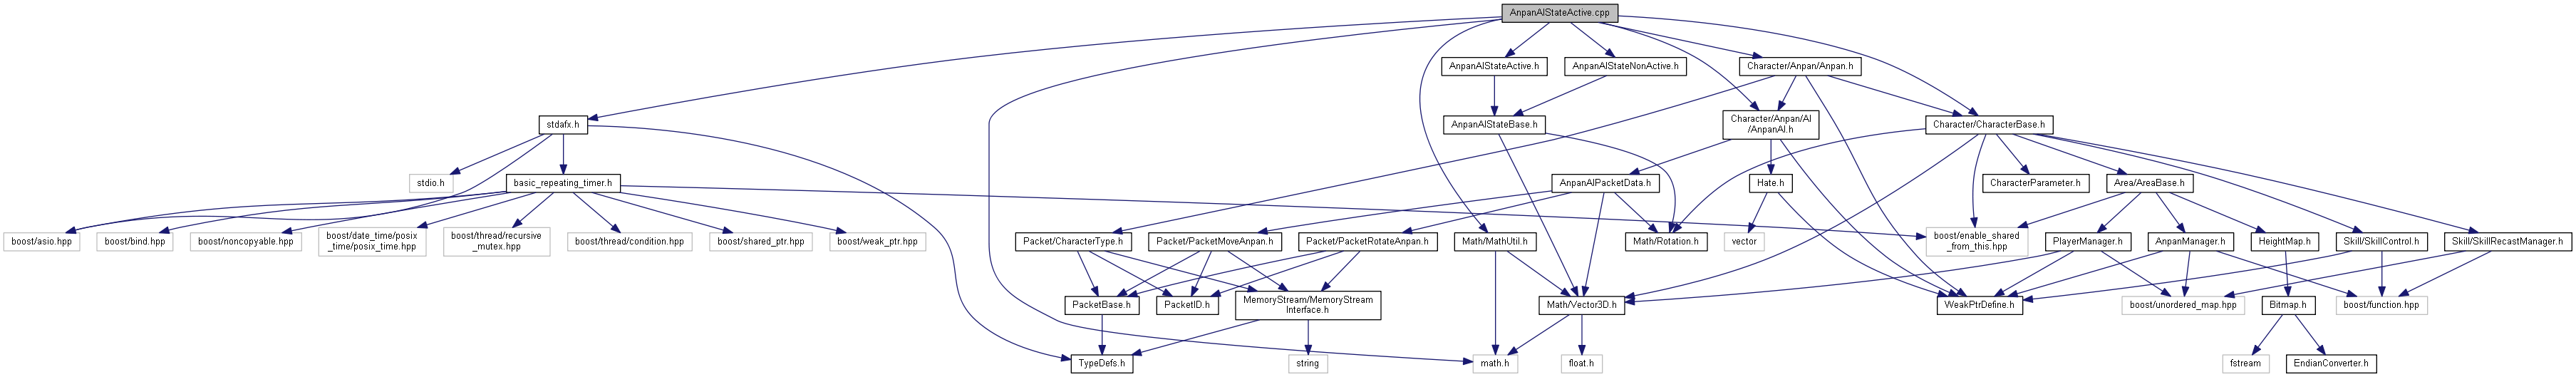 AnpanAIStateActive.cpp
AnpanAIStateActive.h
AnpanAIStateNonActive.h
Character/Anpan/Anpan.h
stdafx.h
AnpanAIStateBase.h
Character/Anpan/AI
/AnpanAI.h
Character/CharacterBase.h
stdio.h
basic_repeating_timer.h
AnpanAIPacketData.h
Hate.h
CharacterParameter.h
Area/AreaBase.h
boost/asio.hpp
boost/bind.hpp
boost/noncopyable.hpp
boost/date_time/posix
_time/posix_time.hpp
boost/thread/recursive
_mutex.hpp
boost/thread/condition.hpp
boost/shared_ptr.hpp
boost/weak_ptr.hpp
Packet/CharacterType.h
Packet/PacketMoveAnpan.h
Packet/PacketRotateAnpan.h
Math/MathUtil.h
Math/Rotation.h
vector
boost/enable_shared
_from_this.hpp
PlayerManager.h
AnpanManager.h
HeightMap.h
Skill/SkillControl.h
Skill/SkillRecastManager.h
PacketBase.h
PacketID.h
MemoryStream/MemoryStream
Interface.h
Math/Vector3D.h
WeakPtrDefine.h
boost/unordered_map.hpp
Bitmap.h
boost/function.hpp
TypeDefs.h
string
math.h
float.h
fstream
EndianConverter.h